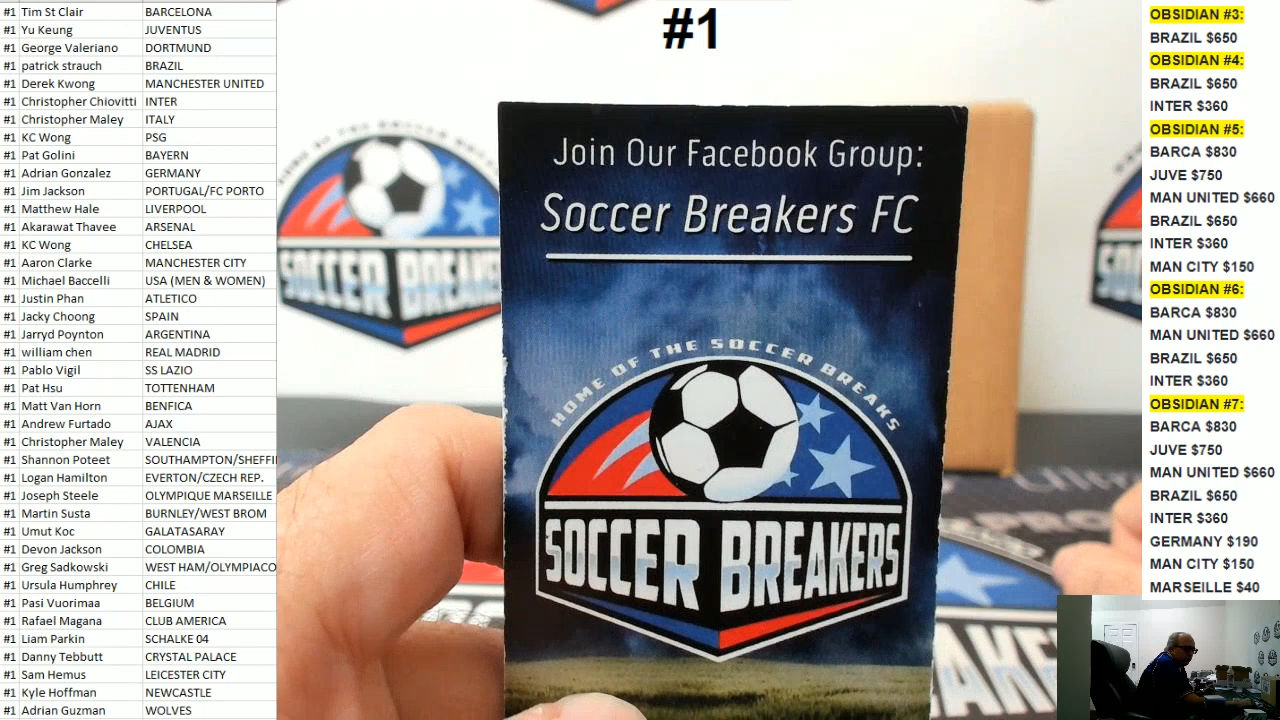 #1 Tim St Clair BARCELONA
#1 Yu Keung JUVENTUS
#1 George Valeriano DORTMUND
#1 patrick strauch BRAZIL
#1 Derek Kwong MANCHESTER UNITED
#1 Christopher Chiovitti INTER
#1 Christopher Maley ITALY
#1 KC Wong PSG
#1 Pat Golini BAYERN
#1 Adrian Gonzalez GERMANY
#1 Jim Jackson PORTUGAL/FC PORTO
#1 Matthew Hale LIVERPOOL
#1 Akarawat Thavee ARSENAL
#1 KC Wong CHELSEA
#1 Aaron Clarke MANCHESTER CITY
#1 Michael Baccelli USA (MEN & WOMEN)
#1 Justin Phan ATLETICO
#1 Jacky Choong SPAIN
#1 Jarryd Poynton ARGENTINA
#1 william chen REAL MADRID
#1 Pablo Vigil SS LAZIO
#1 Pat Hsu TOTTENHAM
#1 Matt Van Horn BENFICA
#1 Andrew Furtado AJAX
#1 Christopher Maley VALENCIA
#1 Shannon Poteet SOUTHAMPTON/SHEFFI
#1 Logan Hamilton EVERTON/CZECH REP.
#1 Joseph Steele OLYMPIQUE MARSEILLE
#1 Martin Susta BURNLEY/WEST BROM
#1 Umut Koc GALATASARAY
#1 Devon Jackson COLOMBIA
#1 Greg Sadkowski WEST HAM/OLYMPIACO
#1 Ursula Humphrey CHILE
#1 Pasi Vuorimaa BELGIUM
#1 Rafael Magana CLUB AMERICA
#1 Liam Parkin SCHALKE 04
#1 Danny Tebbutt CRYSTAL PALACE
#1 Sam Hemus LEICESTER CITY
#1 Kyle Hoffman NEWCASTLE
#1 Adrian Guzman WOLVES
#1
Join Our Facebook Group:
Soccer Breakers FC
HOME OF THE SOCCER BREAKS
SOCCER BREAKERS
SOCCER BREAKE
OBSIDIAN #3:
BRAZIL $650
OBSIDIAN #4:
BRAZIL $650
INTER $360
OBSIDIAN #5:
BARCA $830
JUVE $750
MAN UNITED $660
BRAZIL $650
INTER $360
MAN CITY $150
OBSIDIAN #6:
BARCA $830
MAN UNITED $660
BRAZIL $650
INTER $360
OBSIDIAN #7:
BARCA $830
JUVE $750
MAN UNITED $660
BRAZIL $650
INTER $360
GERMANY $190
MAN CITY $150
MARSEILLE $40